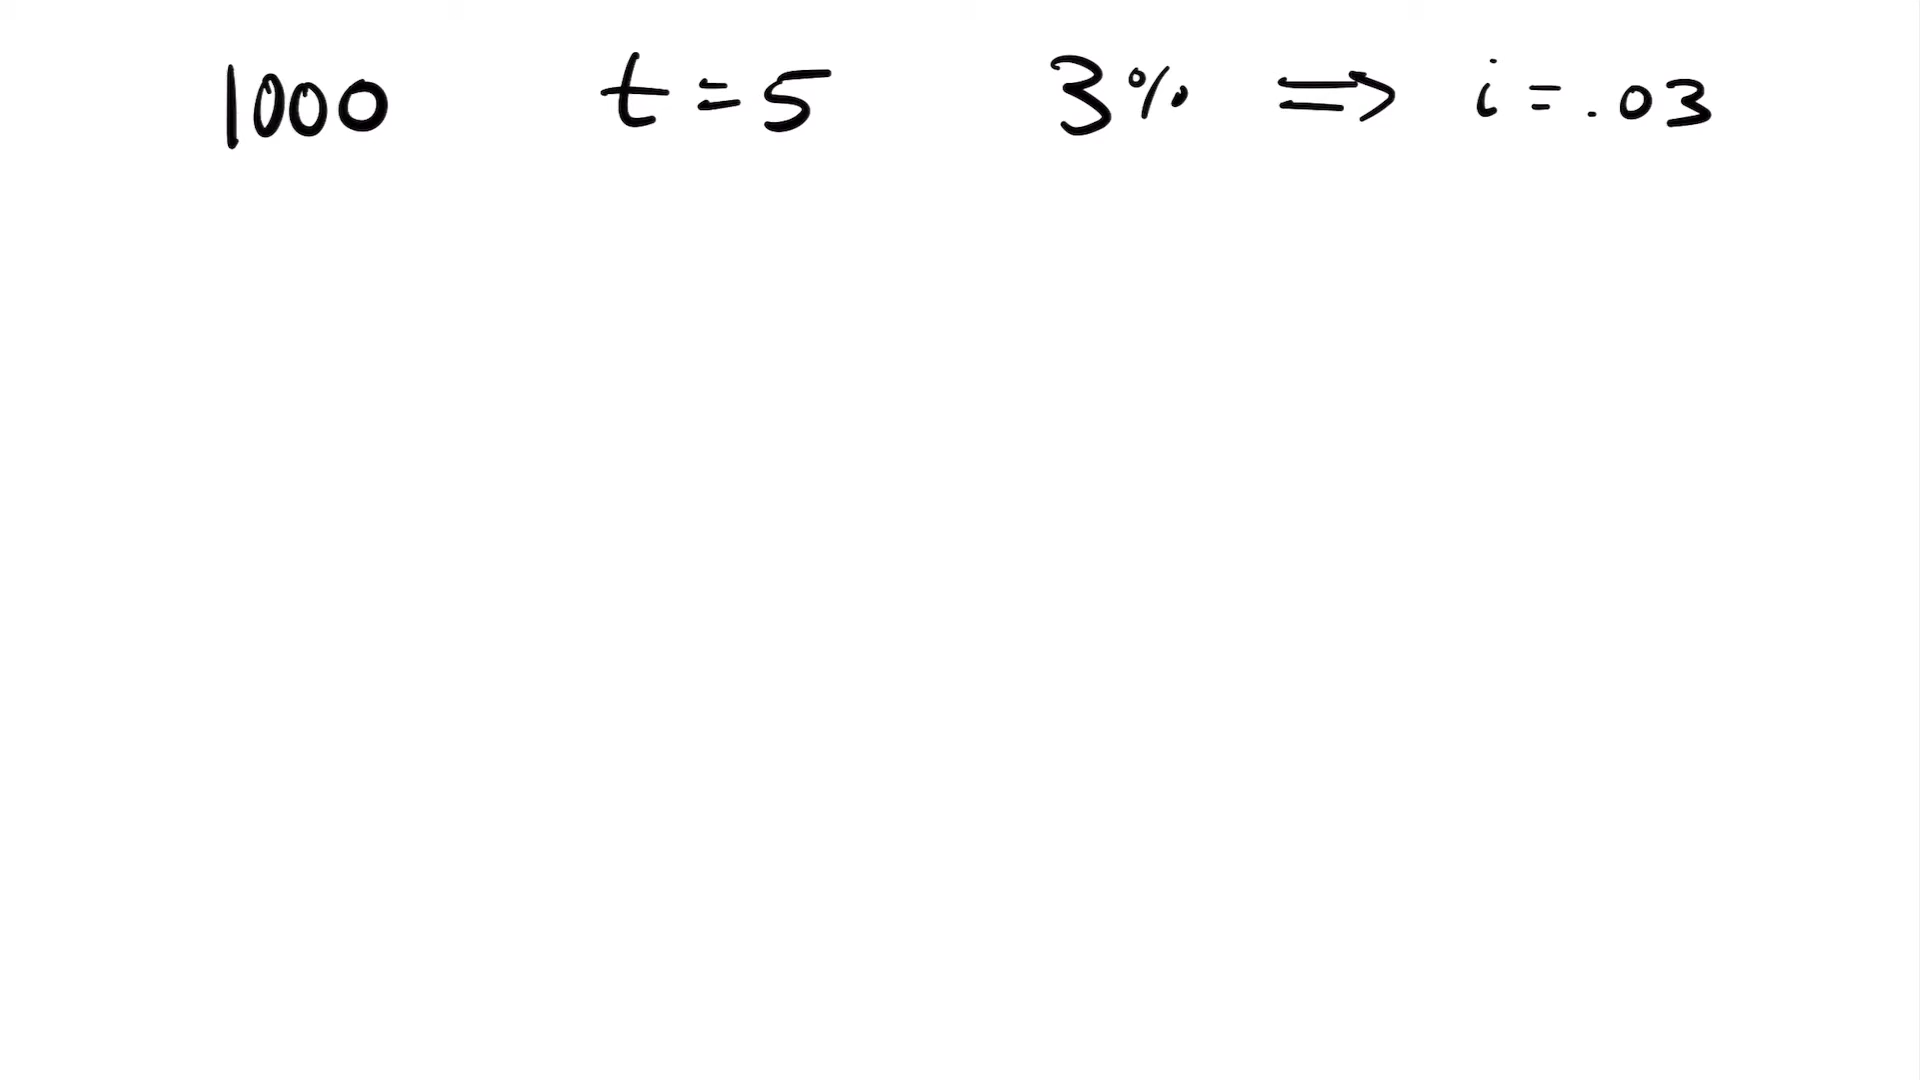 1000 t = 5 3% ⟹ i = .03